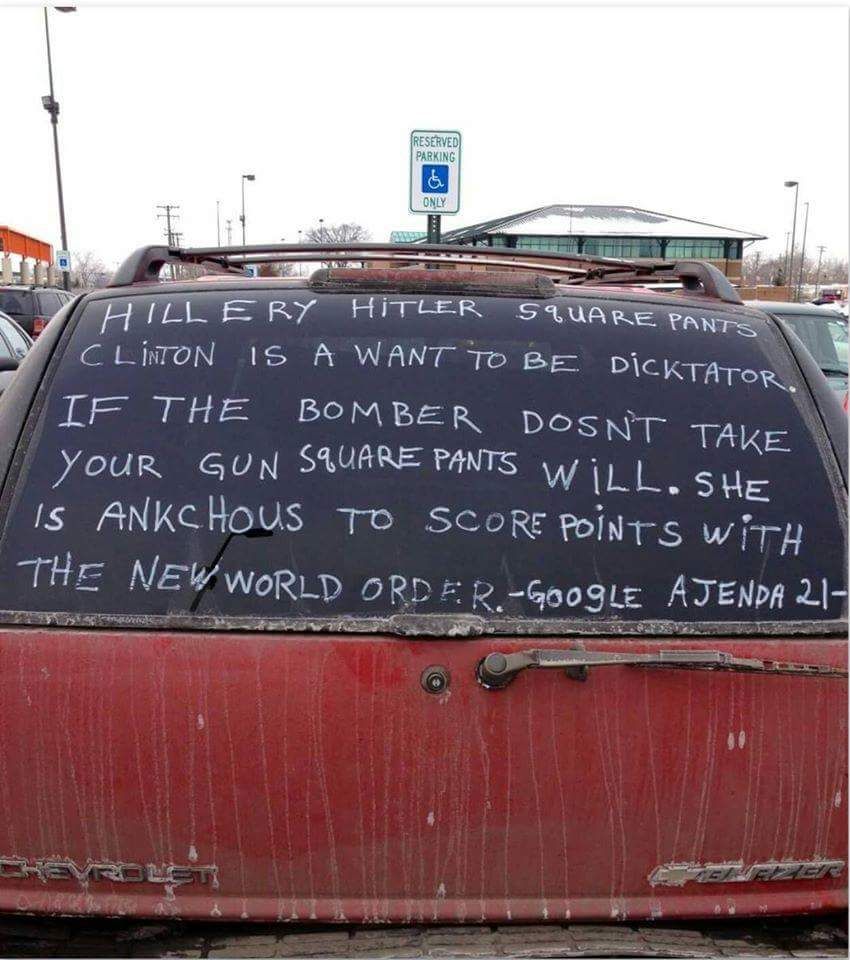 RESERVED
PARKING
ONLY
HILLERY HITLER SQUARE PANTS
CLINTON IS A WANT TO BE DICKTATOR.
IF THE BOMBER DOSNT TAKE
YOUR GUN SQUARE PANTS WILL. SHE
IS ANKCHOUS TO SCORE POINTS WITH
THE NEW WORLD ORDER.-GOOGLE AJENDA 21-
CHEVROLET
BLAZER